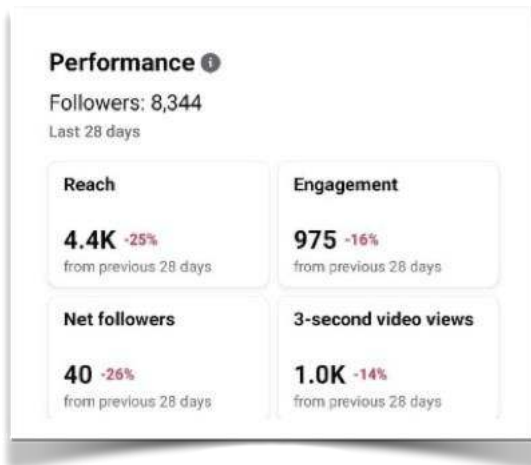 Performance
Followers: 8,344
Last 28 days
Reach
4.4K -25%
from previous 28 days
Engagement
975 -16%
from previous 28 days
Net followers
40 -26%
from previous 28 days
3-second video views
1.0K -14%
from previous 28 days